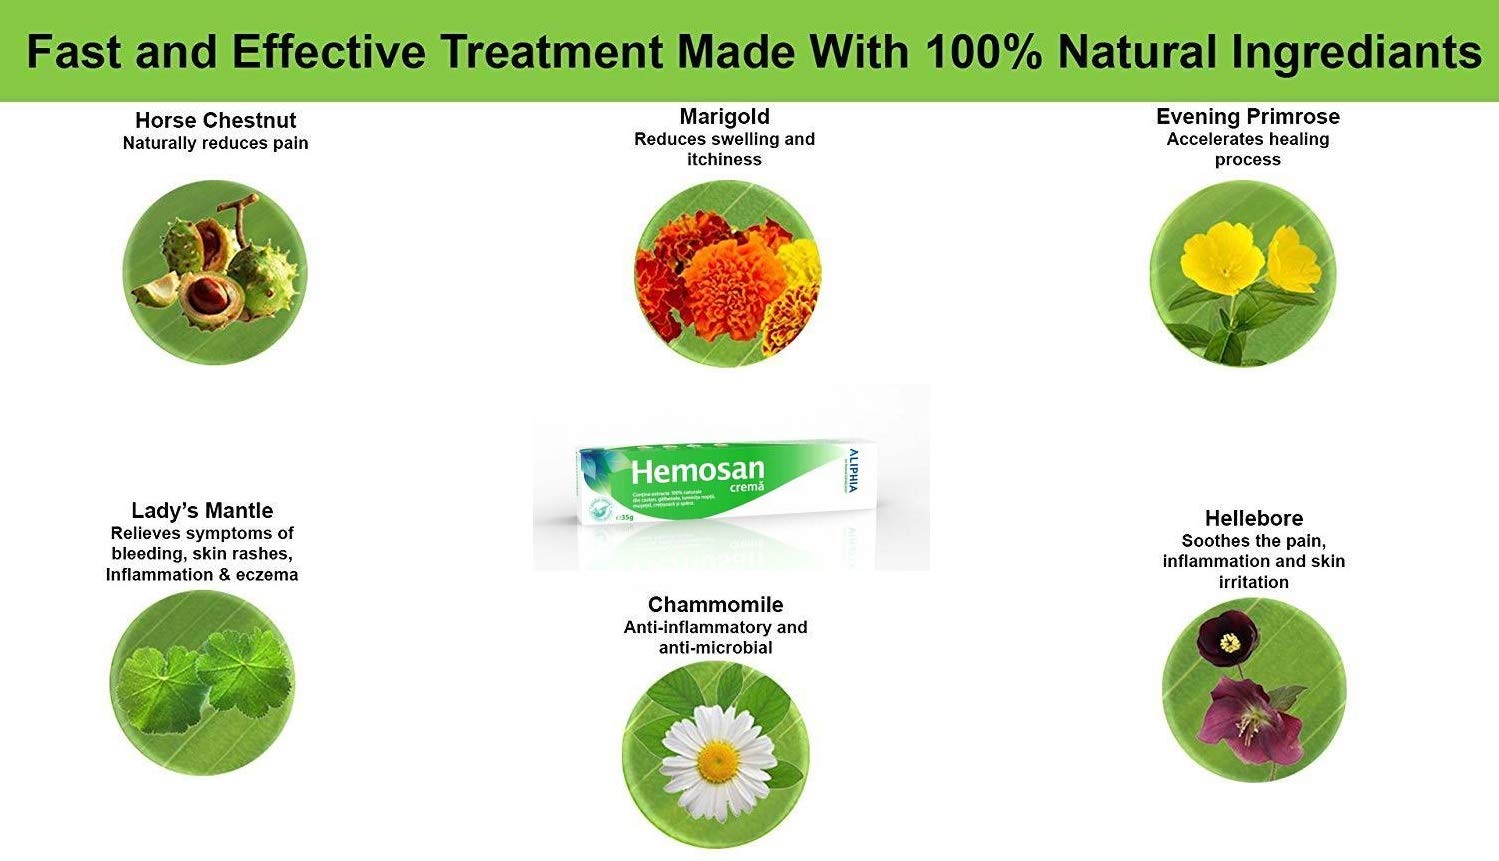 Fast and Effective Treatment Made With 100% Natural Ingrediants
Horse Chestnut
Naturally reduces pain
Marigold
Reduces swelling and
itchiness
Evening Primrose
Accelerates healing
process
Hemosan
cremă
Conține extracte 100% naturale
din castan, gălbenele, luminița nopții,
mușețel, crețișoară și spânz.
℮35g
ALIPHIA
Lady’s Mantle
Relieves symptoms of
bleeding, skin rashes,
Inflammation & eczema
Chammomile
Anti-inflammatory and
anti-microbial
Hellebore
Soothes the pain,
inflammation and skin
irritation